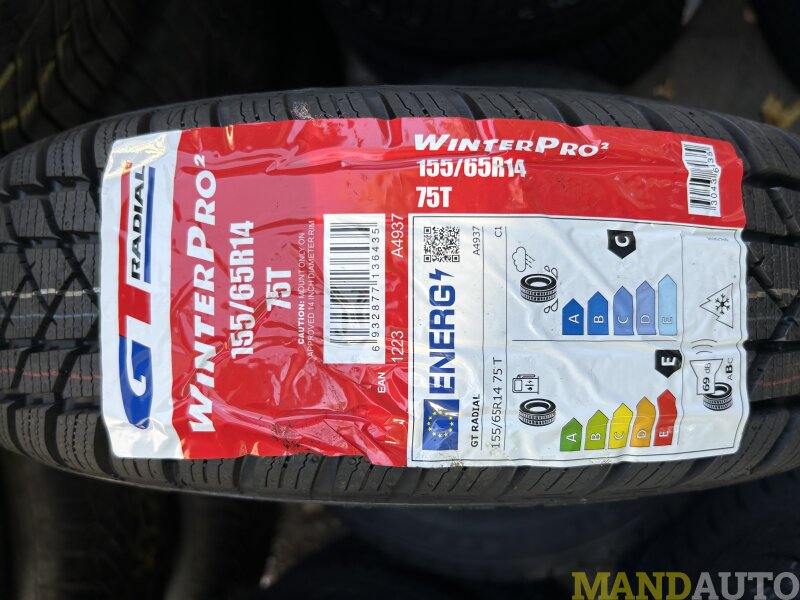 GT RADIAL
WINTERPRO²
155/65R14
75T
CAUTION: MOUNT ONLY ON
APPROVED 14 INCH DIAMETER RIM
6 932877 136435
EAN 1223 A4937
WINTERPRO²
155/65R14
75T
ENERG
A4937 C1
GT RADIAL
155/65R14 75 T
C
A B C D E
E
A B C D E
69 dB
ABC
MANDAUTO